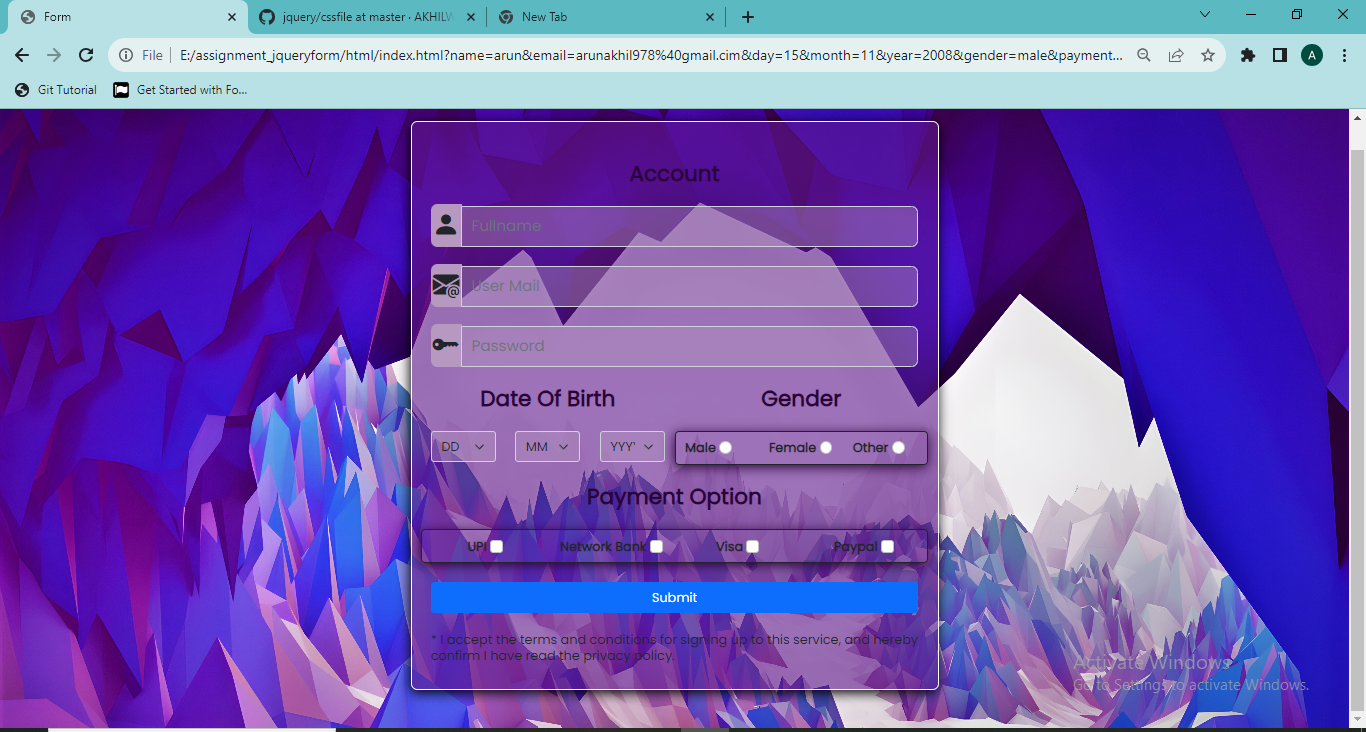 Form
jquery/cssfile at master · AKHILW
New Tab
File
E:/assignment_jqueryform/html/index.html?name=arun&email=arunakhil978%40gmail.cim&day=15&month=11&year=2008&gender=male&payment...
A
Git Tutorial
Get Started with Fo...
Account
Fullname
@ User Mail
Password
Date Of Birth
Gender
DD MM YYY
Male Female Other
Payment Option
UPI Network Bank Visa Paypal
Submit
* I accept the terms and conditions for signing up to this service, and hereby
confirm I have read the privacy policy.
Activate Windows
Go to Settings to activate Windows.